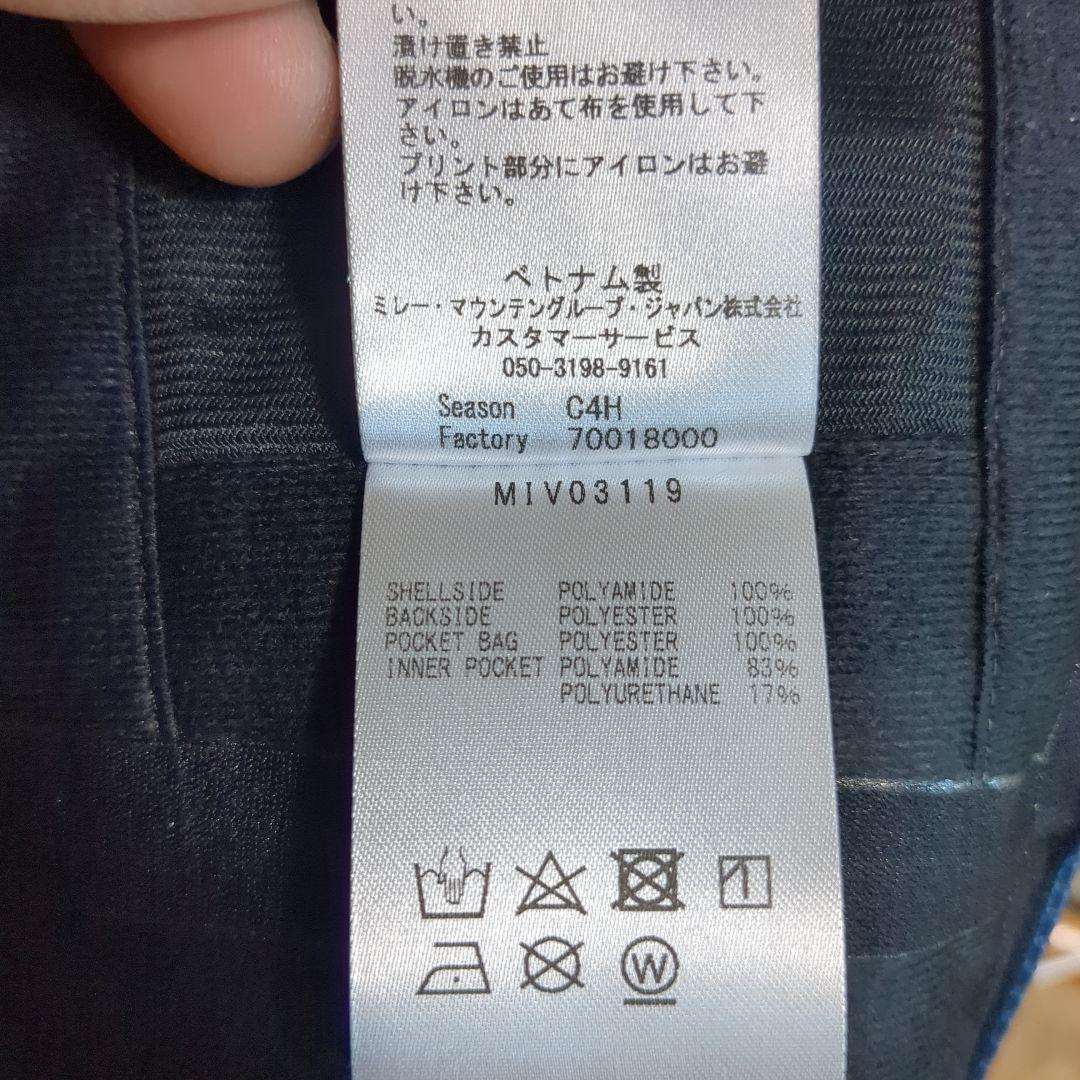 い。
漬け置き禁止
脱水機のご使用はお避け下さい。
アイロンはあて布を使用して下
さい。
プリント部分にアイロンはお避
け下さい。
ベトナム製
ミレー・マウンテングループ・ジャパン株式会社
カスタマーサービス
050-3198-9161
Season C4H
Factory 70018000
MIV03119
SHELLSIDE POLYAMIDE 100%
BACKSIDE POLYESTER 100%
POCKET BAG POLYESTER 100%
INNER POCKET POLYAMIDE 83%
POLYURETHANE 17%
W